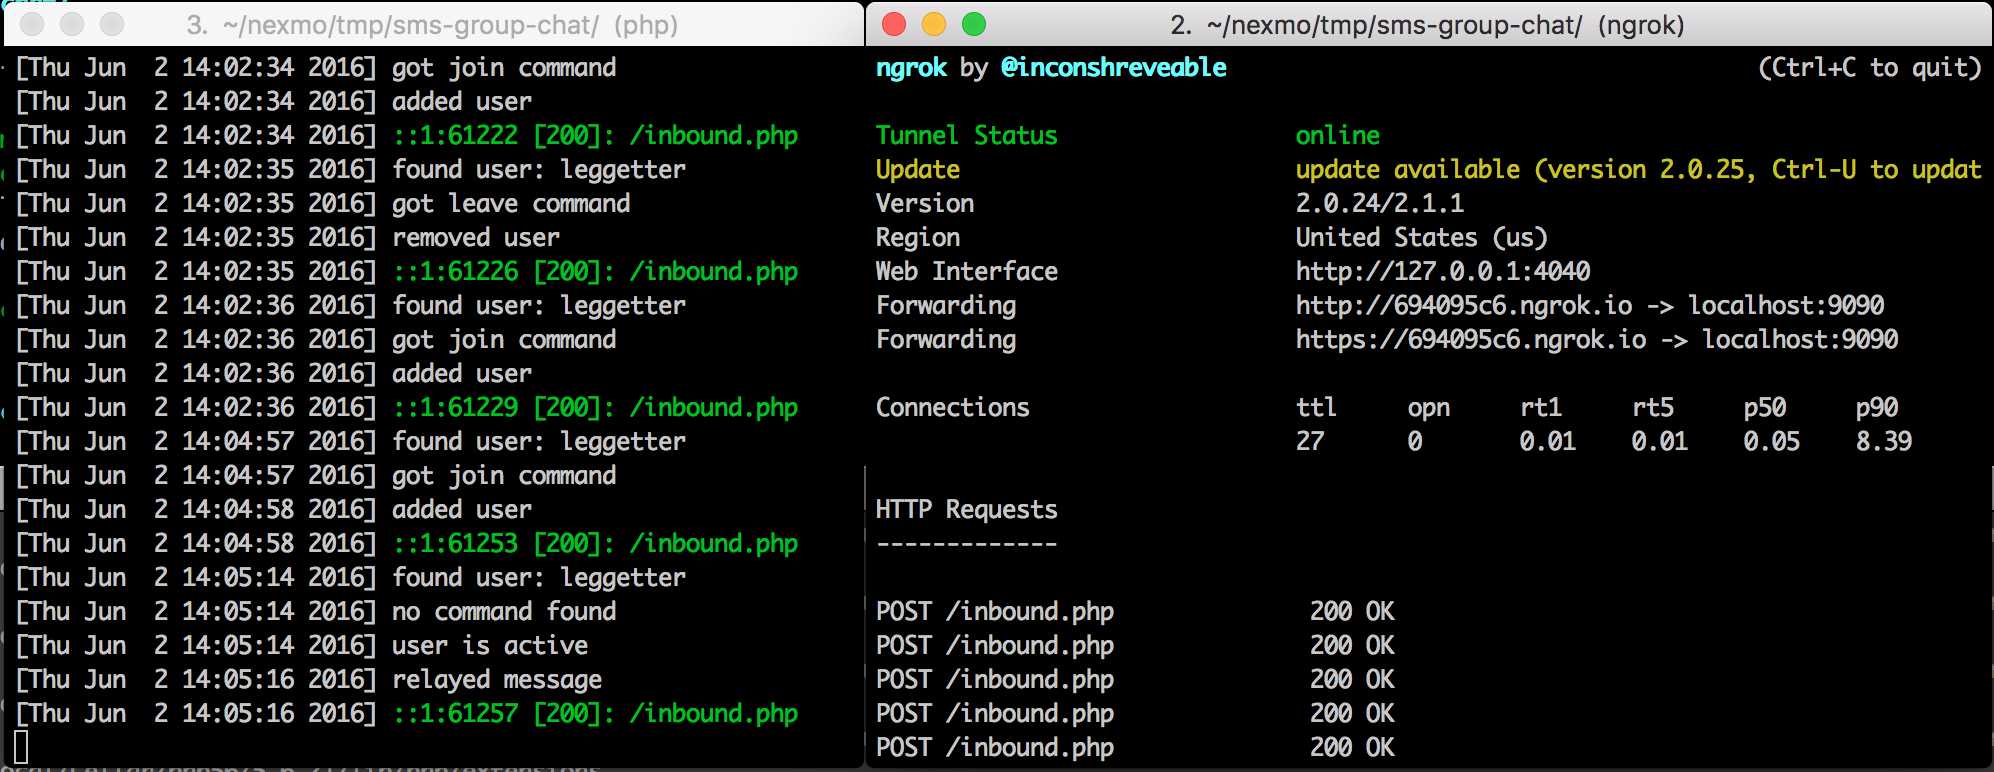 3. ~/nexmo/tmp/sms-group-chat/ (php)
[Thu Jun  2 14:02:34 2016] got join command
[Thu Jun  2 14:02:34 2016] added user
[Thu Jun  2 14:02:34 2016] ::1:61222 [200]: /inbound.php
[Thu Jun  2 14:02:35 2016] found user: leggetter
[Thu Jun  2 14:02:35 2016] got leave command
[Thu Jun  2 14:02:35 2016] removed user
[Thu Jun  2 14:02:35 2016] ::1:61226 [200]: /inbound.php
[Thu Jun  2 14:02:36 2016] found user: leggetter
[Thu Jun  2 14:02:36 2016] got join command
[Thu Jun  2 14:02:36 2016] added user
[Thu Jun  2 14:02:36 2016] ::1:61229 [200]: /inbound.php
[Thu Jun  2 14:04:57 2016] found user: leggetter
[Thu Jun  2 14:04:57 2016] got join command
[Thu Jun  2 14:04:58 2016] added user
[Thu Jun  2 14:04:58 2016] ::1:61253 [200]: /inbound.php
[Thu Jun  2 14:05:14 2016] found user: leggetter
[Thu Jun  2 14:05:14 2016] no command found
[Thu Jun  2 14:05:14 2016] user is active
[Thu Jun  2 14:05:16 2016] relayed message
[Thu Jun  2 14:05:16 2016] ::1:61257 [200]: /inbound.php
2. ~/nexmo/tmp/sms-group-chat/ (ngrok)
ngrok by @inconshreveable (Ctrl+C to quit)
Tunnel Status online
Update update available (version 2.0.25, Ctrl-U to updat
Version 2.0.24/2.1.1
Region United States (us)
Web Interface http://127.0.0.1:4040
Forwarding http://694095c6.ngrok.io -> localhost:9090
Forwarding https://694095c6.ngrok.io -> localhost:9090
Connections ttl opn rt1 rt5 p50 p90
27 0 0.01 0.01 0.05 8.39
HTTP Requests
-------------
POST /inbound.php 200 OK
POST /inbound.php 200 OK
POST /inbound.php 200 OK
POST /inbound.php 200 OK
POST /inbound.php 200 OK